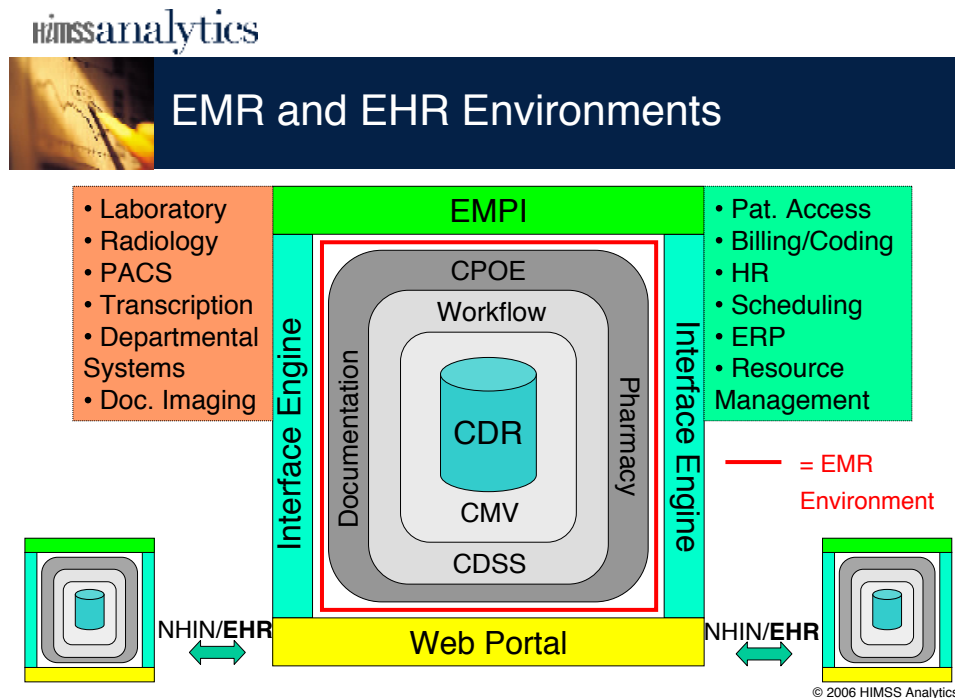 HIMSSanalytics
EMR and EHR Environments
• Laboratory
• Radiology
• PACS
• Transcription
• Departmental
Systems
• Doc. Imaging
EMPI
• Pat. Access
• Billing/Coding
• HR
• Scheduling
• ERP
• Resource
Management
Interface Engine
Documentation
CPOE
Workflow
CDR
CMV
CDSS
Pharmacy
Interface Engine
= EMR
Environment
NHIN/EHR
Web Portal
NHIN/EHR
© 2006 HIMSS Analytics